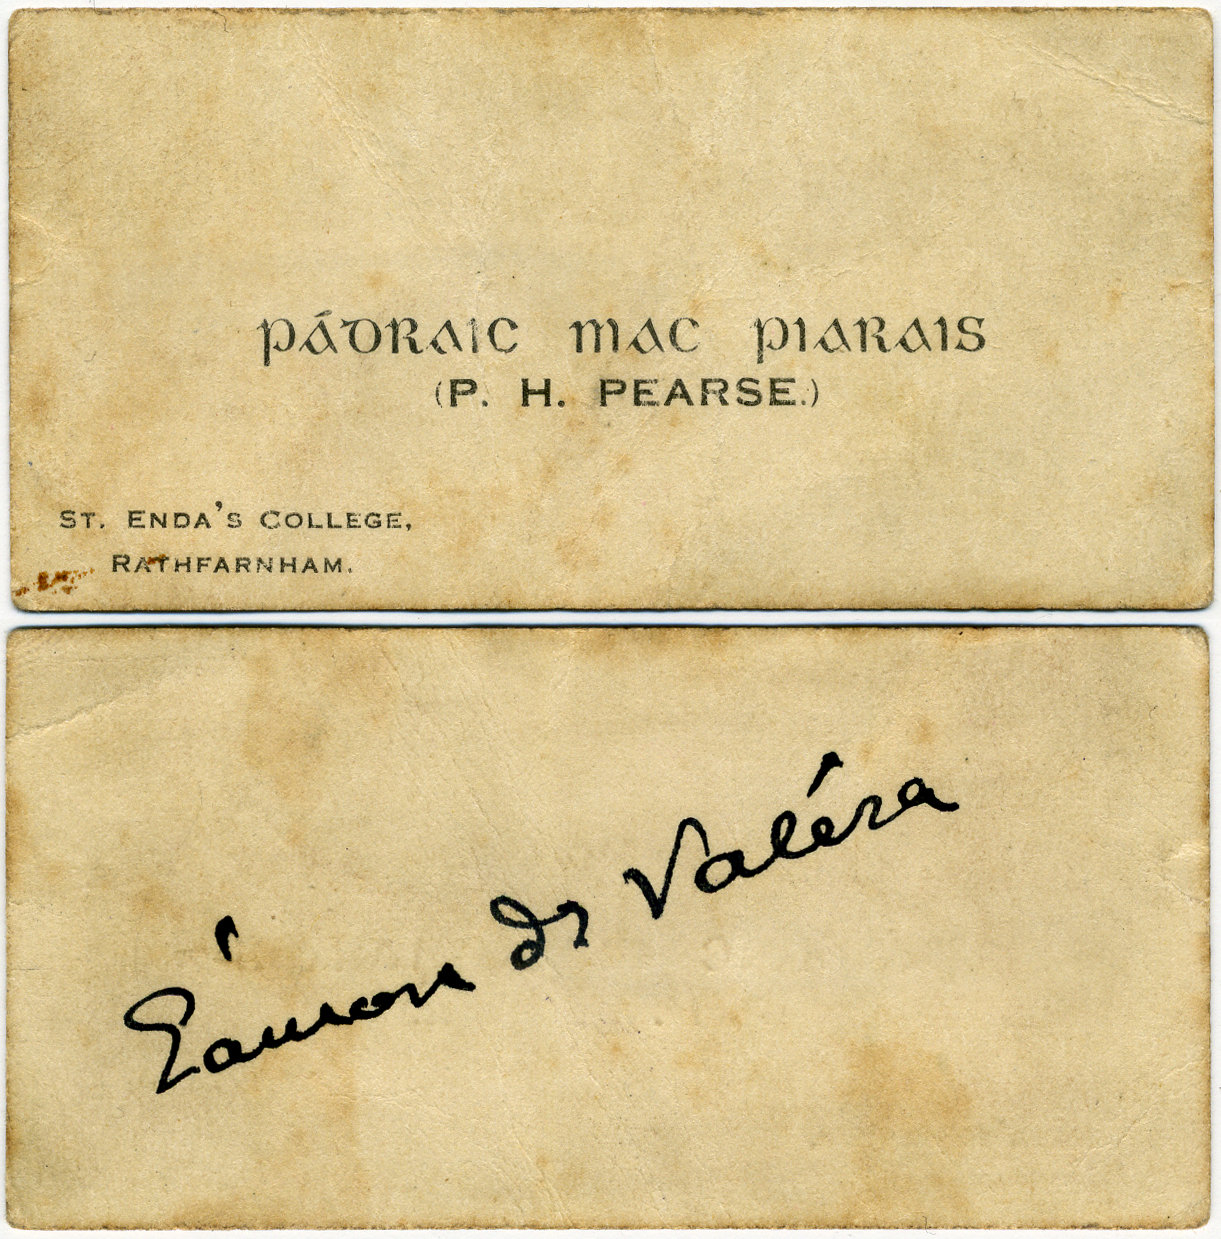 Pádraic Mac Piarais
(P. H. PEARSE.)
ST. ENDA'S COLLEGE,
RATHFARNHAM.
Éamon de Valéra